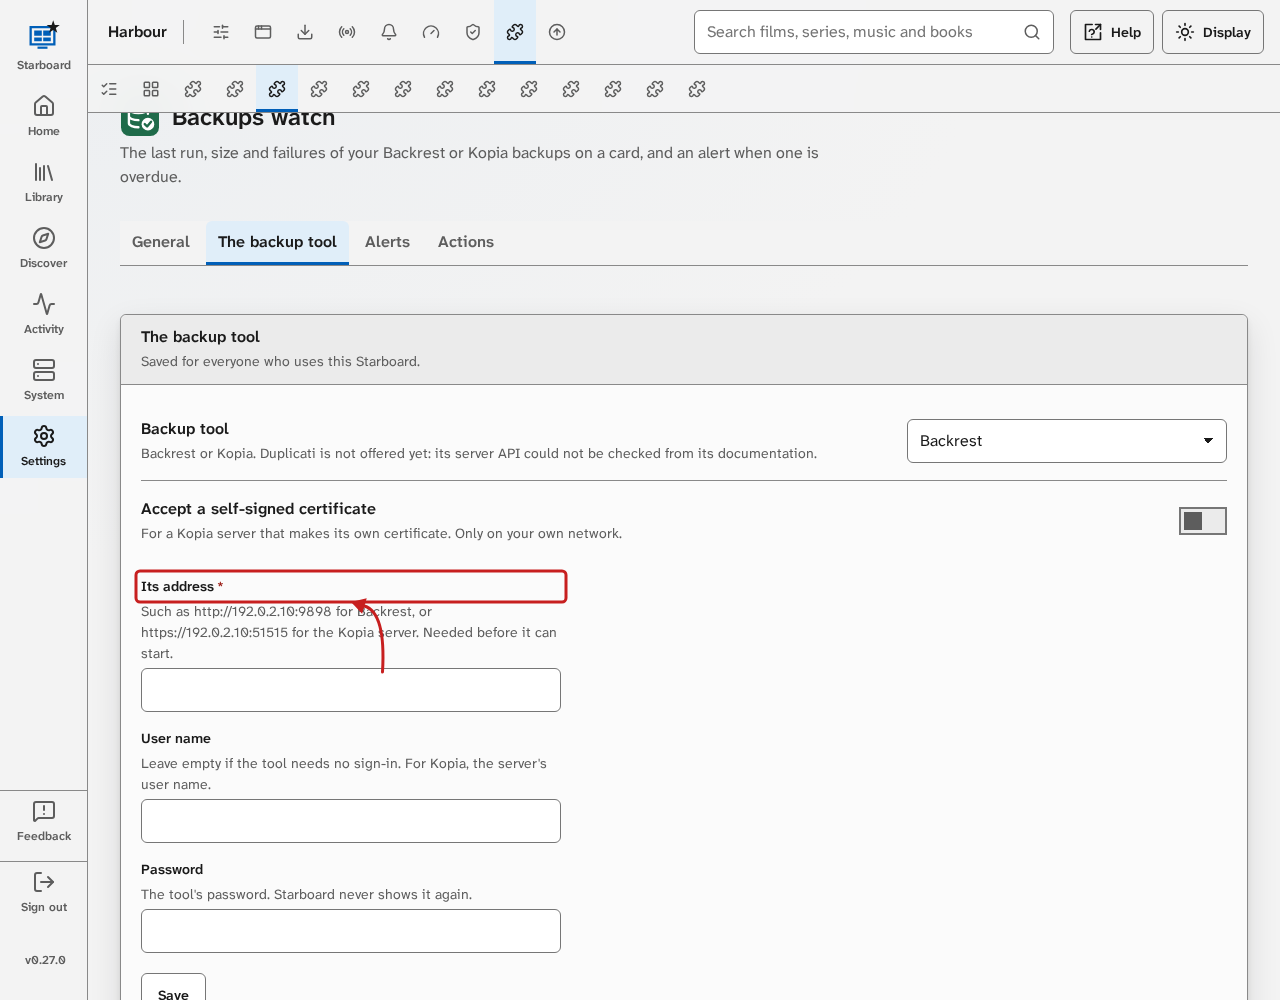 Starboard
Home
Library
Discover
Activity
System
Settings
Feedback
Sign out
v0.27.0
Harbour
Search films, series, music and books
Help
Display
Backups watch
The last run, size and failures of your Backrest or Kopia backups on a card, and an alert when one is
overdue.
General
The backup tool
Alerts
Actions
The backup tool
Saved for everyone who uses this Starboard.
Backup tool
Backrest or Kopia. Duplicati is not offered yet: its server API could not be checked from its documentation.
Backrest
Accept a self-signed certificate
For a Kopia server that makes its own certificate. Only on your own network.
Its address *
Such as http://192.0.2.10:9898 for Backrest, or
https://192.0.2.10:51515 for the Kopia server. Needed before it can
start.
User name
Leave empty if the tool needs no sign-in. For Kopia, the server's
user name.
Password
The tool's password. Starboard never shows it again.
Save